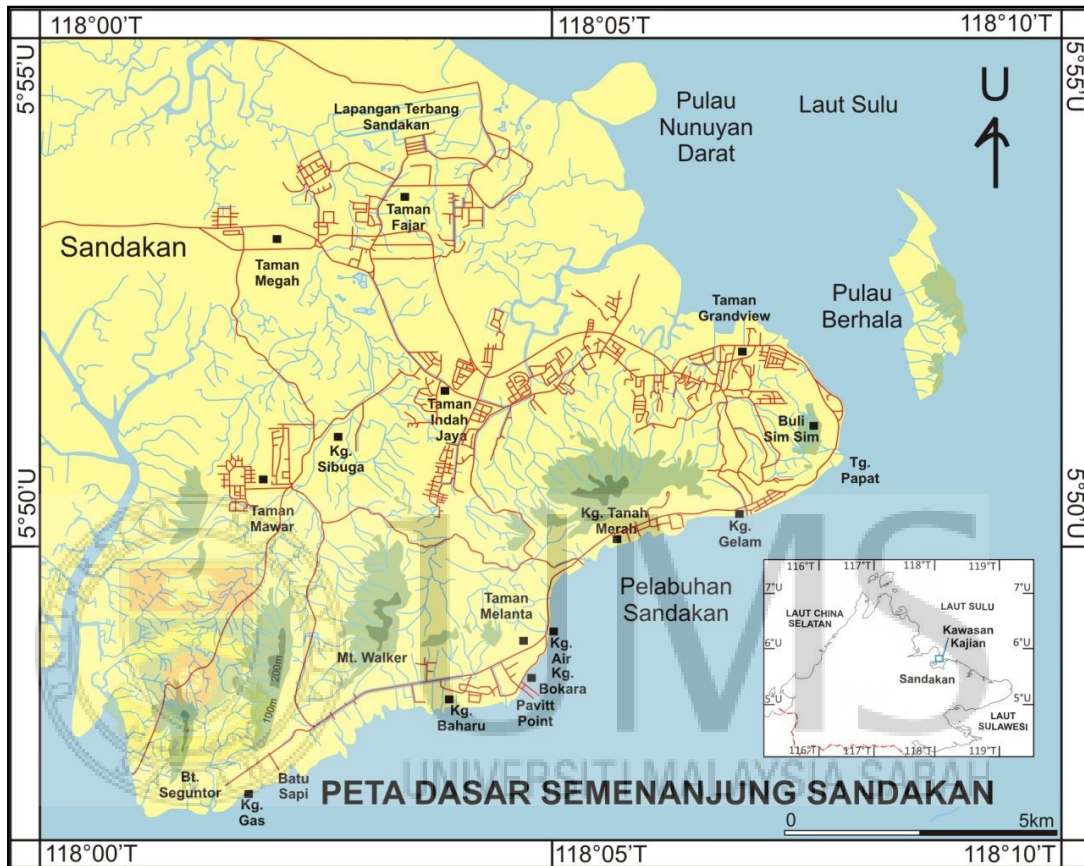 118°00'T
118°05'T
118°10'T
5°55'U
5°55'U
U
Pulau
Nunuyan
Darat
Laut Sulu
Lapangan Terbang
Sandakan
Taman
Fajar
Sandakan
Taman
Megah
Pulau
Berhala
Taman
Grandview
Taman
Indah
Jaya
Buli
Sim Sim
Kg.
Sibuga
Tg.
Papat
5°50'U
5°50'U
Taman
Mawar
Kg. Tanah
Merah
Kg.
Gelam
Pelabuhan
Sandakan
Taman
Melanta
Mt. Walker
Kg.
Air
Kg.
Bokara
Pavitt
Point
Kg.
Baharu
200m
100m
Bt.
Seguntor
Batu
Sapi
Kg.
Gas
116°T
117°T
118°T
119°T
7°U
7°U
LAUT CHINA
SELATAN
LAUT SULU
Kawasan
Kajian
6°U
6°U
Sandakan
5°U
5°U
LAUT
SULAWESI
116°T
117°T
118°T
119°T
UMS
UNIVERSITI MALAYSIA SABAH
PETA DASAR SEMENANJUNG SANDAKAN
0
5km
118°00'T
118°05'T
118°10'T